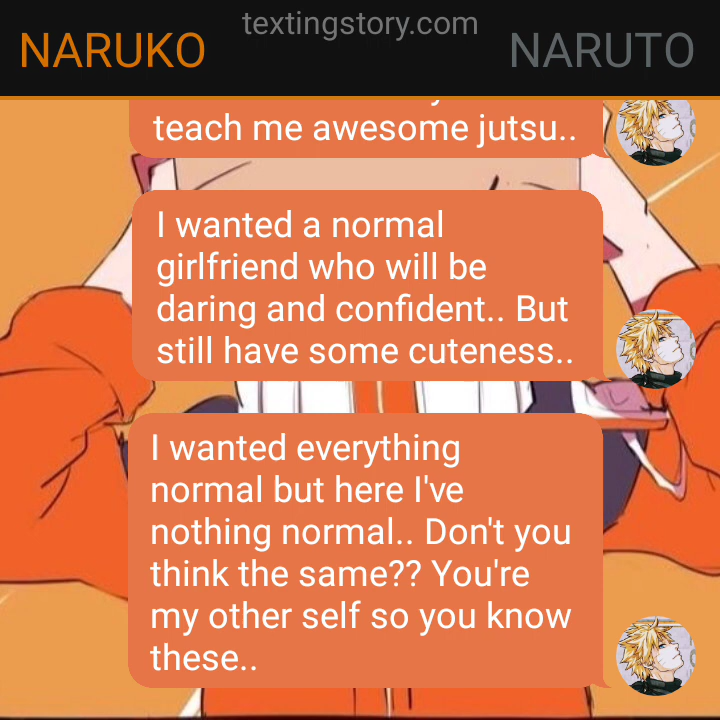 textingstory.com
NARUKO
NARUTO
teach me awesome jutsu..
I wanted a normal
girlfriend who will be
daring and confident.. But
still have some cuteness..
I wanted everything
normal but here I've
nothing normal.. Don't you
think the same?? You're
my other self so you know
these..